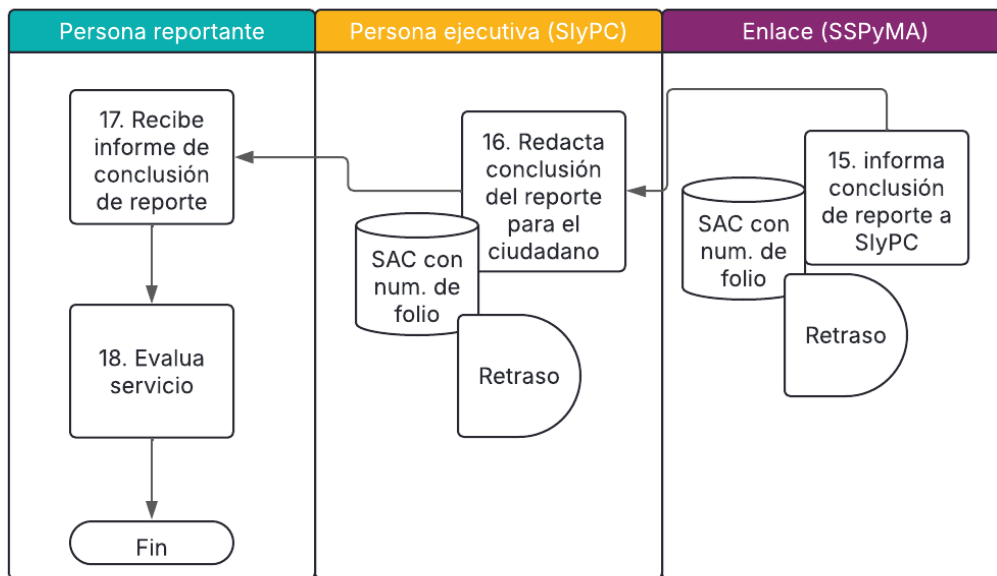 Persona reportante
Persona ejecutiva (SIyPC)
Enlace (SSPyMA)
17. Recibe
informe de
conclusión
de reporte
18. Evalua
servicio
Fin
16. Redacta
conclusión
del reporte
para el
ciudadano
SAC con
num. de
folio
Retraso
15. informa
conclusión
de reporte a
SIyPC
SAC con
num. de
folio
Retraso